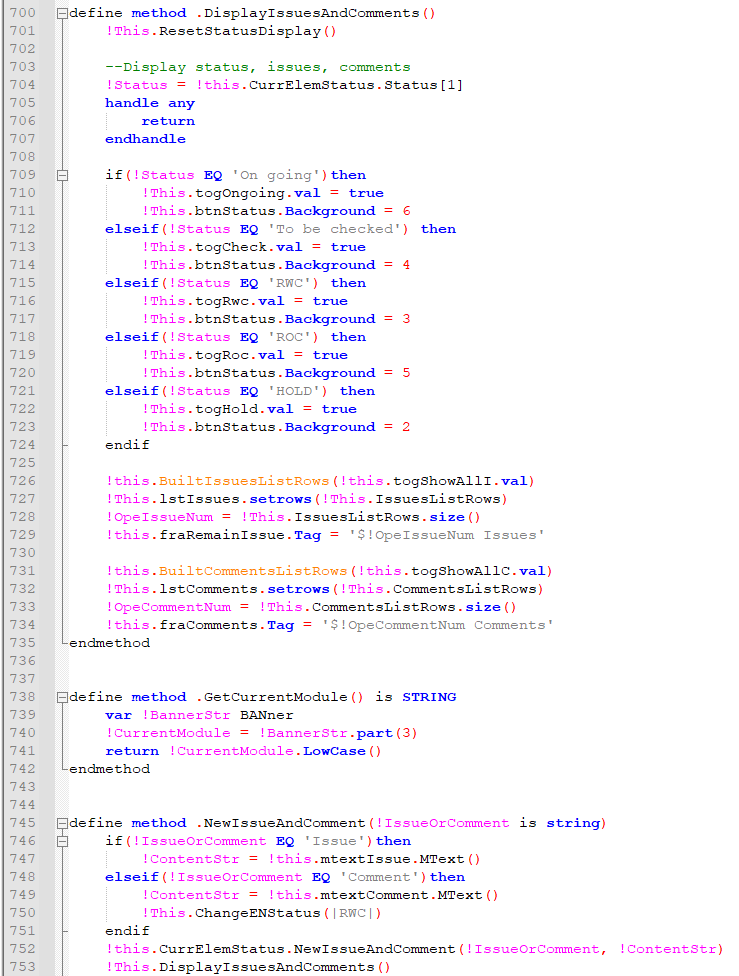 700 define method .DisplayIssuesAndComments()
701 !This.ResetStatusDisplay()
702
703 --Display status, issues, comments
704 !Status = !this.CurrElemStatus.Status[1]
705 handle any
706 return
707 endhandle
708
709 if(!Status EQ 'On going')then
710 !This.togOngoing.val = true
711 !This.btnStatus.Background = 6
712 elseif(!Status EQ 'To be checked') then
713 !This.togCheck.val = true
714 !This.btnStatus.Background = 4
715 elseif(!Status EQ 'RWC') then
716 !This.togRwc.val = true
717 !This.btnStatus.Background = 3
718 elseif(!Status EQ 'ROC') then
719 !This.togRoc.val = true
720 !This.btnStatus.Background = 5
721 elseif(!Status EQ 'HOLD') then
722 !This.togHold.val = true
723 !This.btnStatus.Background = 2
724 endif
725
726 !this.BuiltIssuesListRows(!this.togShowAllI.val)
727 !This.lstIssues.setrows(!This.IssuesListRows)
728 !OpeIssueNum = !This.IssuesListRows.size()
729 !this.fraRemainIssue.Tag = '$!OpeIssueNum Issues'
730
731 !this.BuiltCommentsListRows(!this.togShowAllC.val)
732 !This.lstComments.setrows(!This.CommentsListRows)
733 !OpeCommentNum = !This.CommentsListRows.size()
734 !this.fraComments.Tag = '$!OpeCommentNum Comments'
735 endmethod
736
737
738 define method .GetCurrentModule() is STRING
739 var !BannerStr BANner
740 !CurrentModule = !BannerStr.part(3)
741 return !CurrentModule.LowCase()
742 endmethod
743
744
745 define method .NewIssueAndComment(!IssueOrComment is string)
746 if(!IssueOrComment EQ 'Issue')then
747 !ContentStr = !this.mtextIssue.MText()
748 elseif(!IssueOrComment EQ 'Comment')then
749 !ContentStr = !this.mtextComment.MText()
750 !This.ChangeENStatus(|RWC|)
751 endif
752 !this.CurrElemStatus.NewIssueAndComment(!IssueOrComment, !ContentStr)
753 !This.DisplayIssuesAndComments()